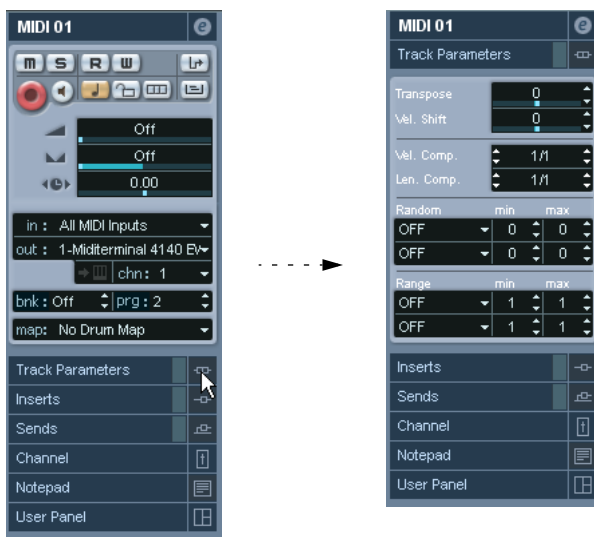 MIDI 01
e
m S R W
Off
Off
0.00
in : All MIDI Inputs
out : 1-Miditerminal 4140 EV
chn: 1
bnk: Off prg: 2
map: No Drum Map
Track Parameters
Inserts
Sends
Channel
Notepad
User Panel
MIDI 01
e
Track Parameters
Transpose 0
Vel. Shift 0
Vel. Comp. 1/1
Len. Comp. 1/1
Random min max
OFF 0 0
OFF 0 0
Range min max
OFF 1 1
OFF 1 1
Inserts
Sends
Channel
Notepad
User Panel